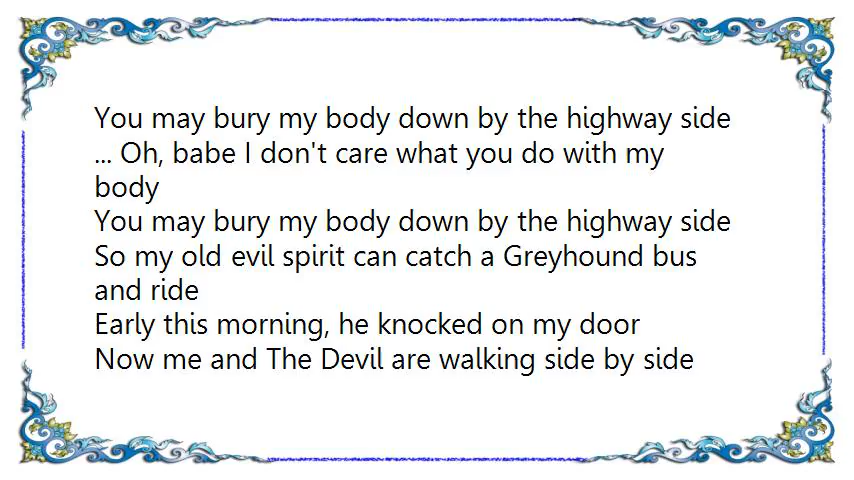 You may bury my body down by the highway side
... Oh, babe I don't care what you do with my
body
You may bury my body down by the highway side
So my old evil spirit can catch a Greyhound bus
and ride
Early this morning, he knocked on my door
Now me and The Devil are walking side by side